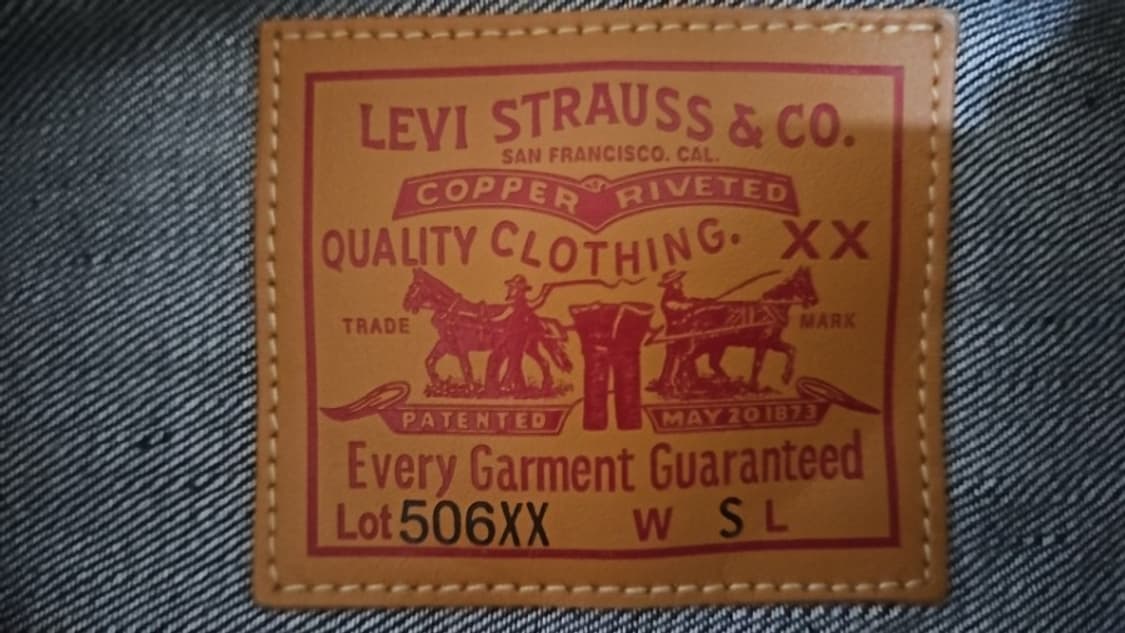 LEVI STRAUSS & CO.
SAN FRANCISCO. CAL.
COPPER RIVETED
QUALITY CLOTHING. XX
TRADE MARK
PATENTED MAY 20 1873
Every Garment Guaranteed
Lot 506XX W S L